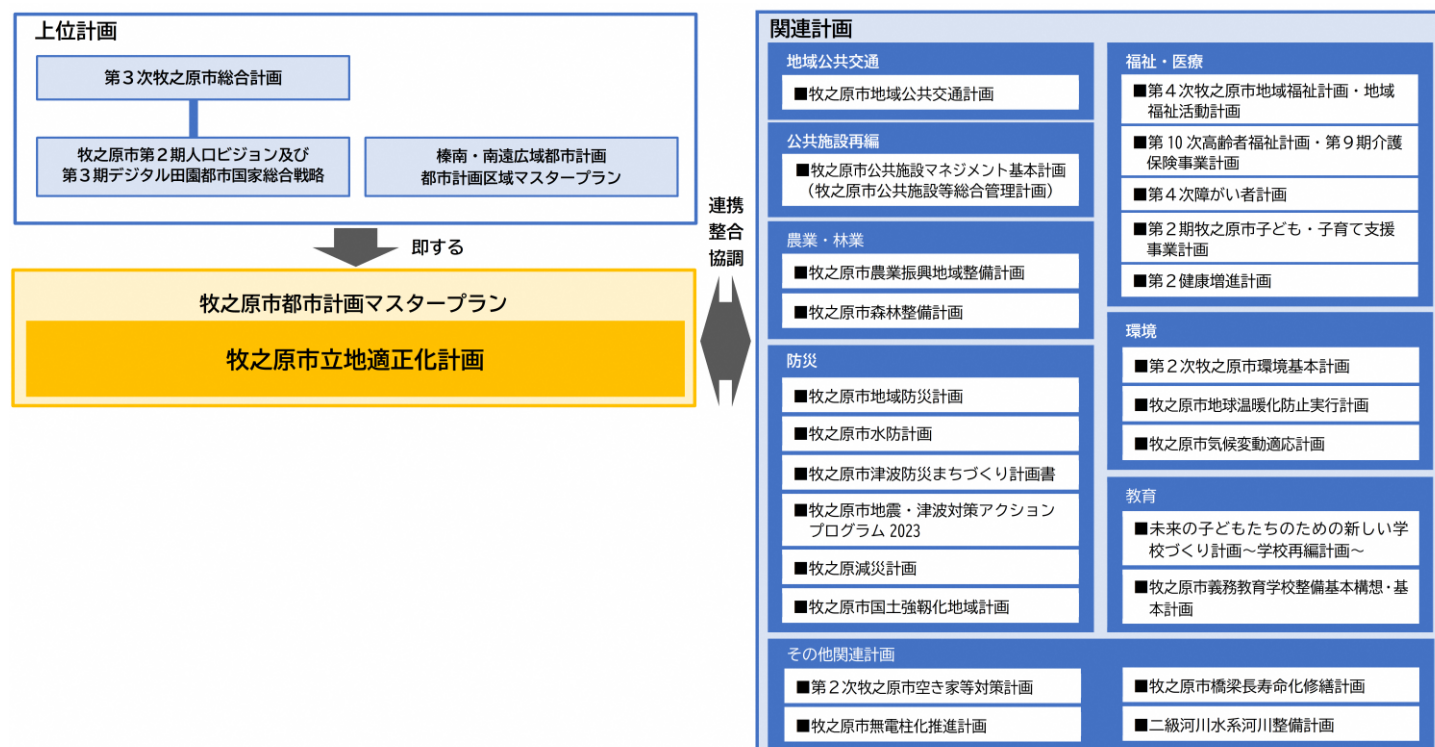 上位計画
第３次牧之原市総合計画
牧之原市第２期人口ビジョン及び
第３期デジタル田園都市国家総合戦略
榛南・南遠広域都市計画
都市計画区域マスタープラン
即する
牧之原市都市計画マスタープラン
牧之原市立地適正化計画
連携
整合
協調
関連計画
地域公共交通
■牧之原市地域公共交通計画
公共施設再編
■牧之原市公共施設マネジメント基本計画
（牧之原市公共施設等総合管理計画）
農業・林業
■牧之原市農業振興地域整備計画
■牧之原市森林整備計画
防災
■牧之原市地域防災計画
■牧之原市水防計画
■牧之原市津波防災まちづくり計画書
■牧之原市地震・津波対策アクション
プログラム 2023
■牧之原減災計画
■牧之原市国土強靱化地域計画
福祉・医療
■第４次牧之原市地域福祉計画・地域
福祉活動計画
■第 10 次高齢者福祉計画・第９期介護
保険事業計画
■第４次障がい者計画
■第２期牧之原市子ども・子育て支援
事業計画
■第２健康増進計画
環境
■第２次牧之原市環境基本計画
■牧之原市地球温暖化防止実行計画
■牧之原市気候変動適応計画
教育
■未来の子どもたちのための新しい学
校づくり計画～学校再編計画～
■牧之原市義務教育学校整備基本構想・基
本計画
その他関連計画
■第２次牧之原市空き家等対策計画
■牧之原市無電柱化推進計画
■牧之原市橋梁長寿命化修繕計画
■二級河川水系河川整備計画